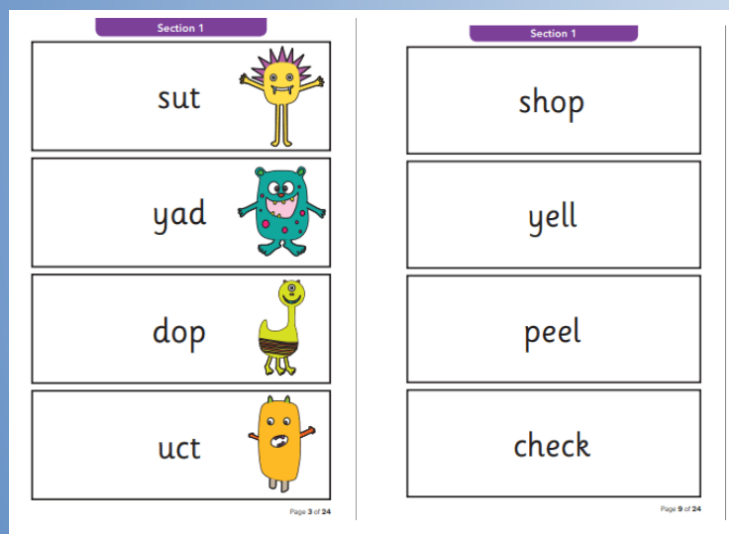 Section 1
sut
yad
dop
uct
Page 3 of 24
Section 1
shop
yell
peel
check
Page 9 of 24